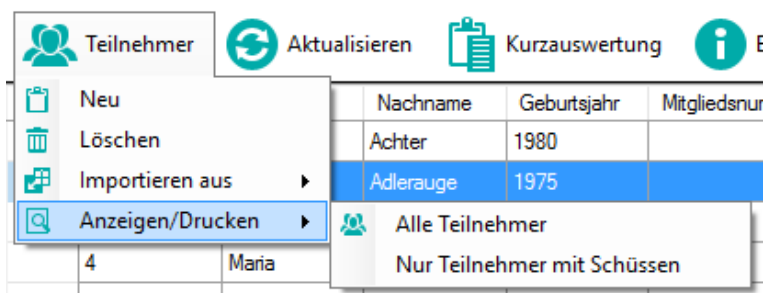 Teilnehmer Aktualisieren Kurzauswertung
Neu Nachname Geburtsjahr
Löschen Achter 1980
Importieren aus Adlerauge 1975
Anzeigen/Drucken Alle Teilnehmer
4 Maria Nur Teilnehmer mit Schüssen